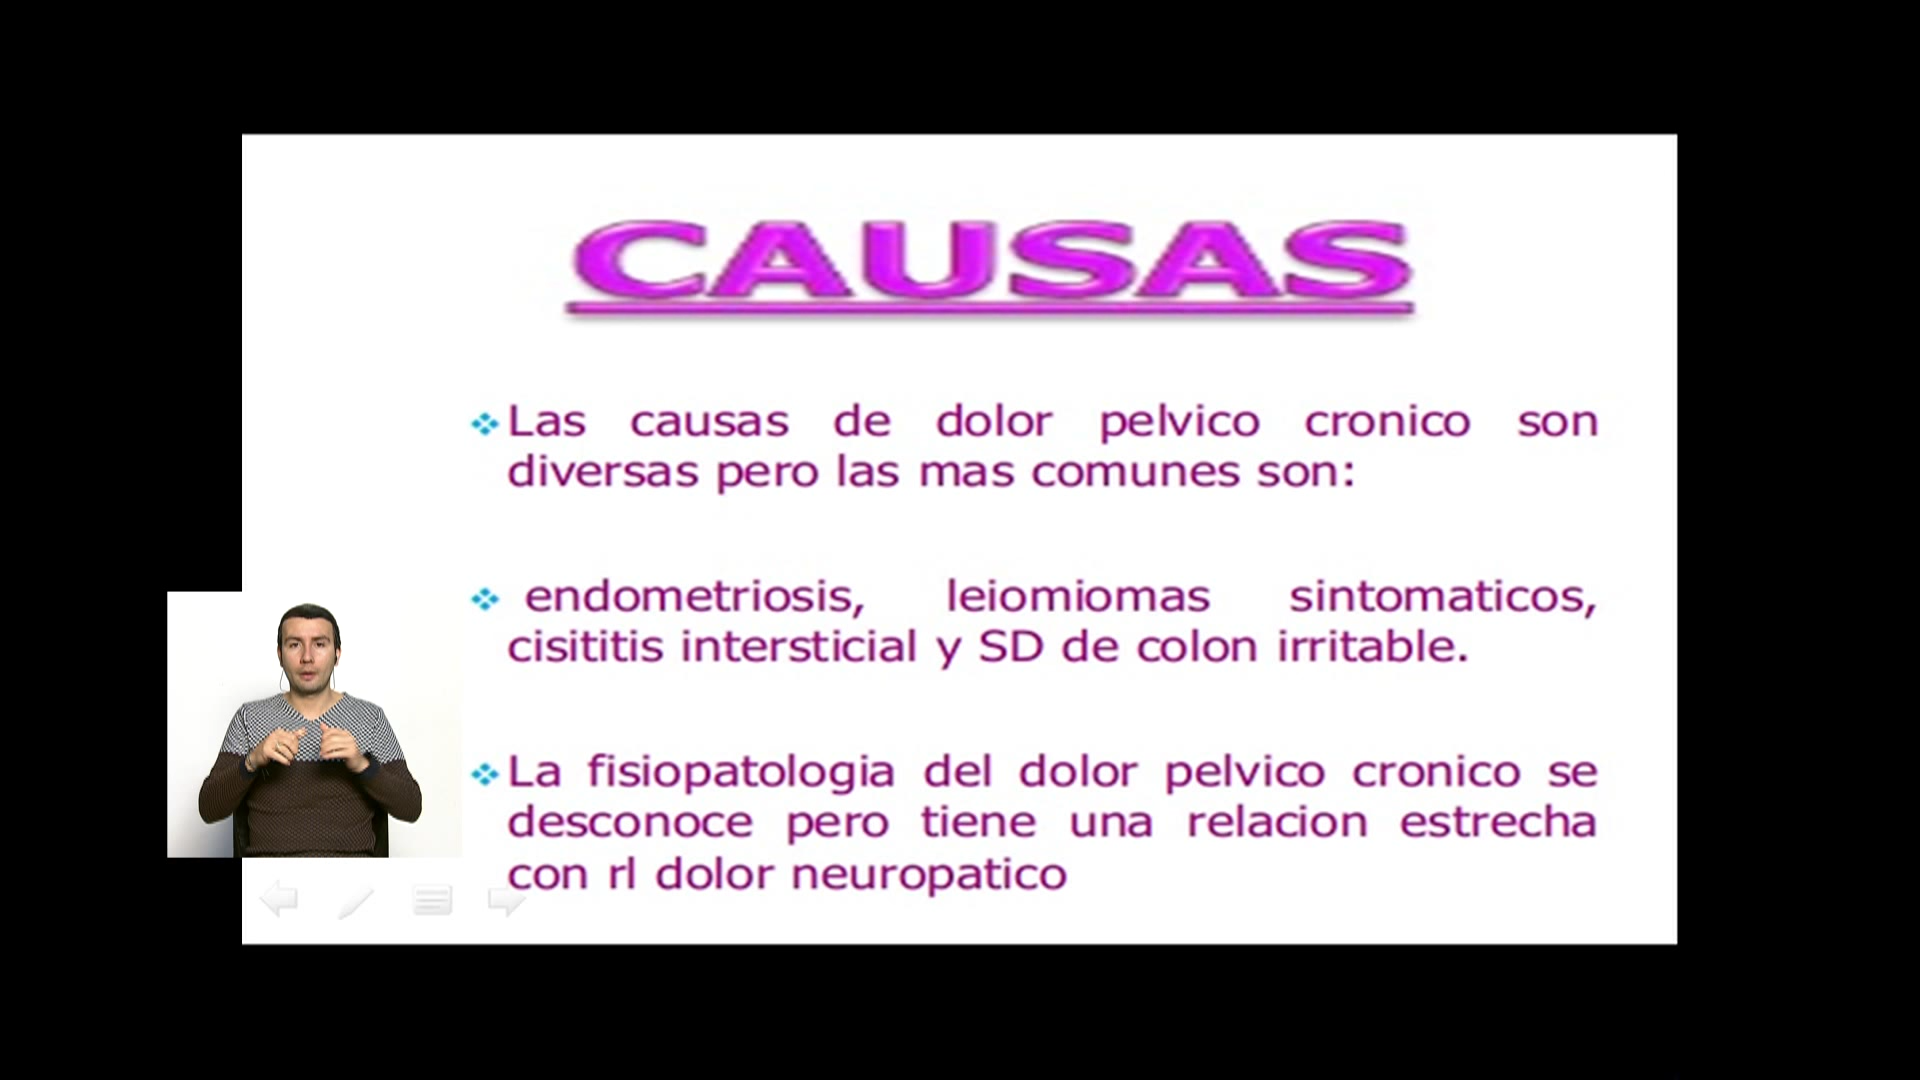 CAUSAS
Las causas de dolor pelvico cronico son
diversas pero las mas comunes son:
endometriosis, leiomiomas sintomaticos,
cisititis intersticial y SD de colon irritable.
La fisiopatologia del dolor pelvico cronico se
desconoce pero tiene una relacion estrecha
con rl dolor neuropatico